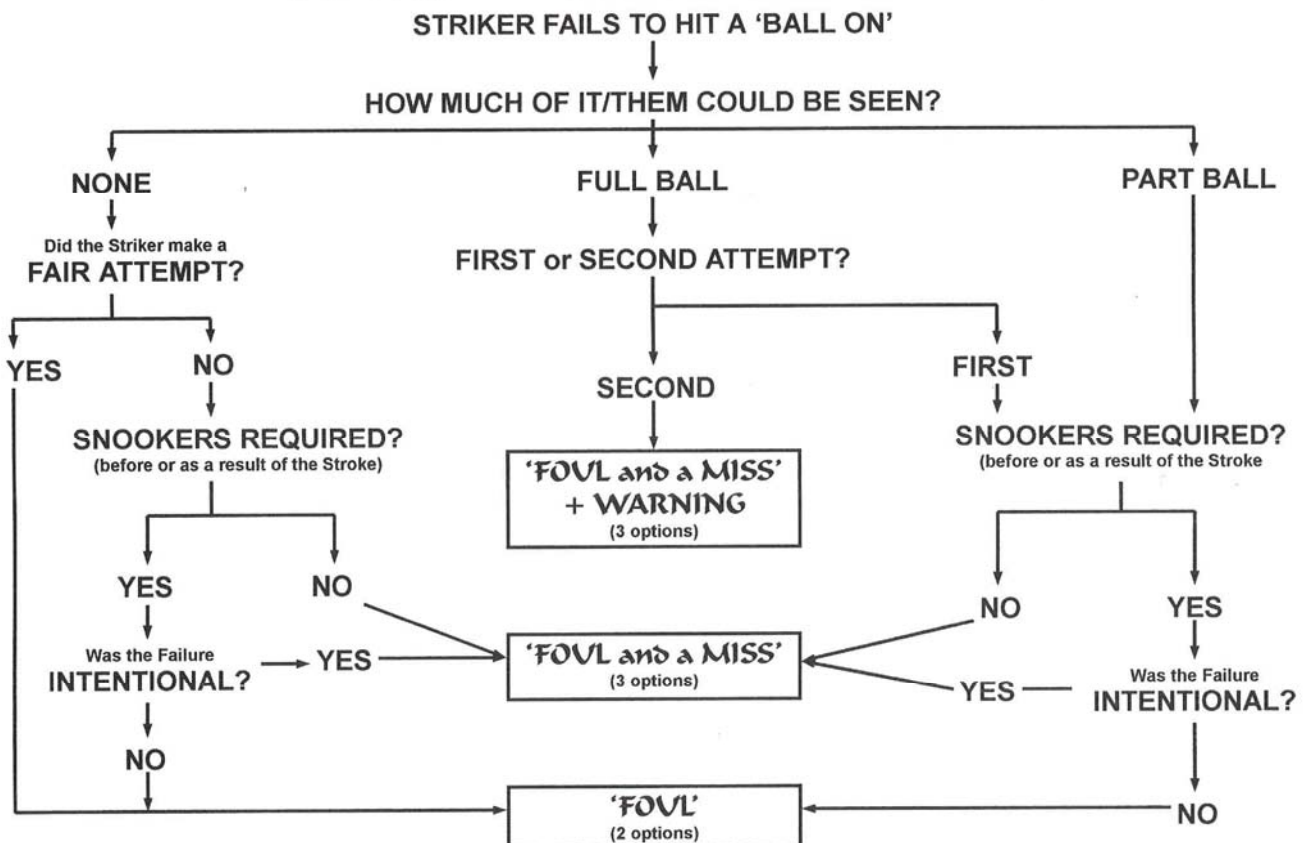 STRIKER FAILS TO HIT A ‘BALL ON’
HOW MUCH OF IT/THEM COULD BE SEEN?
NONE
FULL BALL
PART BALL
Did the Striker make a
FAIR ATTEMPT?
FIRST or SECOND ATTEMPT?
YES
NO
SECOND
FIRST
SNOOKERS REQUIRED?
(before or as a result of the Stroke)
SNOOKERS REQUIRED?
(before or as a result of the Stroke
‘FOUL and a MISS’
+ WARNING
(3 options)
YES
NO
NO
YES
Was the Failure
INTENTIONAL?
YES
‘FOUL and a MISS’
(3 options)
YES
Was the Failure
INTENTIONAL?
NO
‘FOUL’
(2 options)
NO